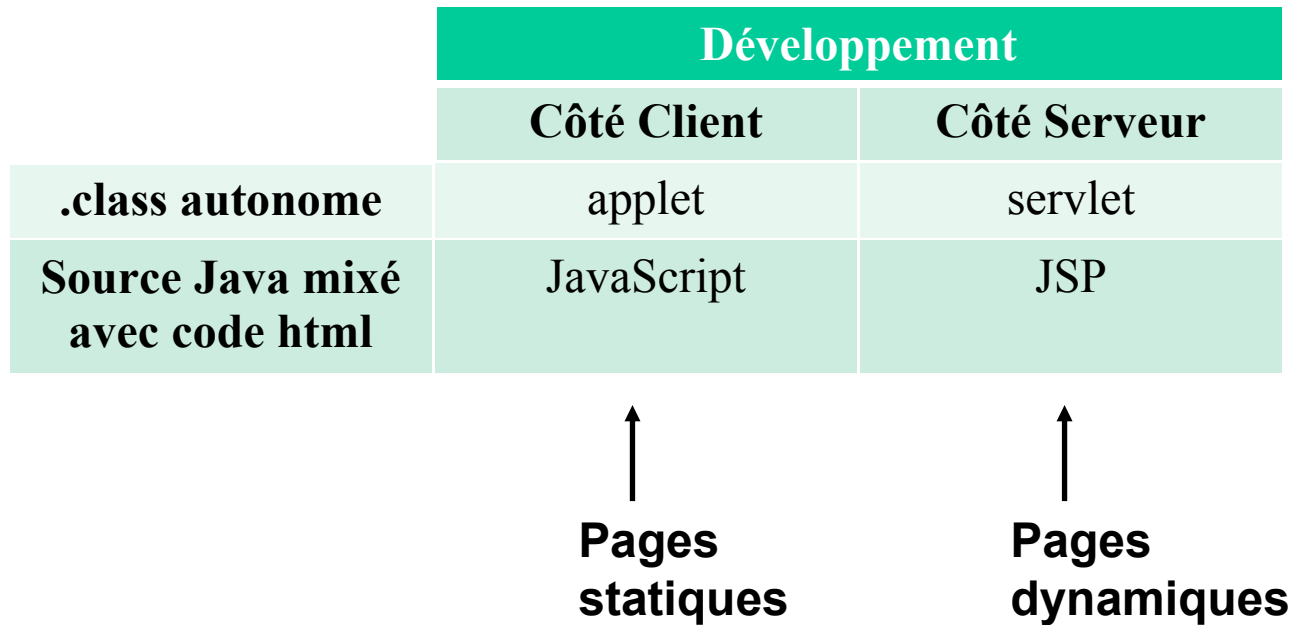 Développement
Côté Client Côté Serveur
.class autonome applet servlet
Source Java mixé JavaScript JSP
avec code html
Pages Pages
statiques dynamiques